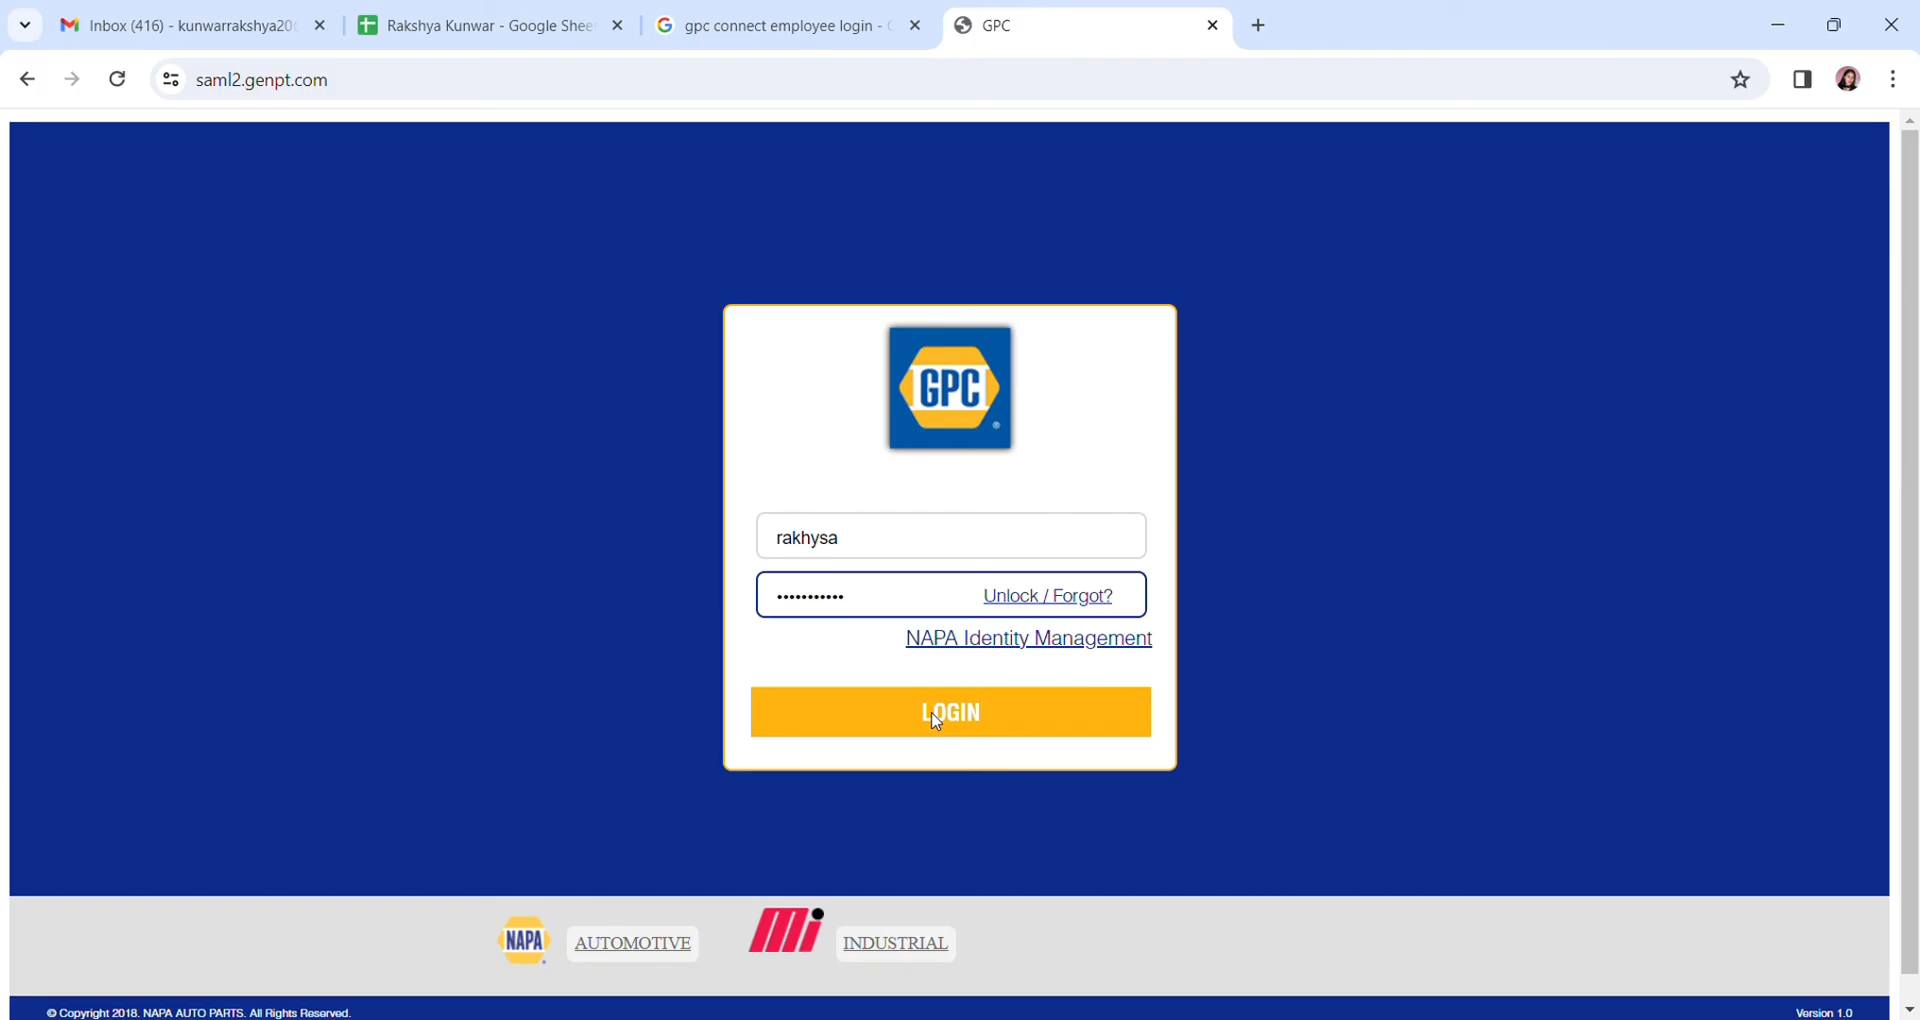 Inbox (416) - kunwarrakshya20
Rakshya Kunwar - Google Shee
gpc connect employee login -
GPC
saml2.genpt.com
GPC
®
rakhysa
•••••••••••
Unlock / Forgot?
NAPA Identity Management
LOGIN
NAPA
AUTOMOTIVE
INDUSTRIAL
© Copyright 2018. NAPA AUTO PARTS. All Rights Reserved.
Version 1.0